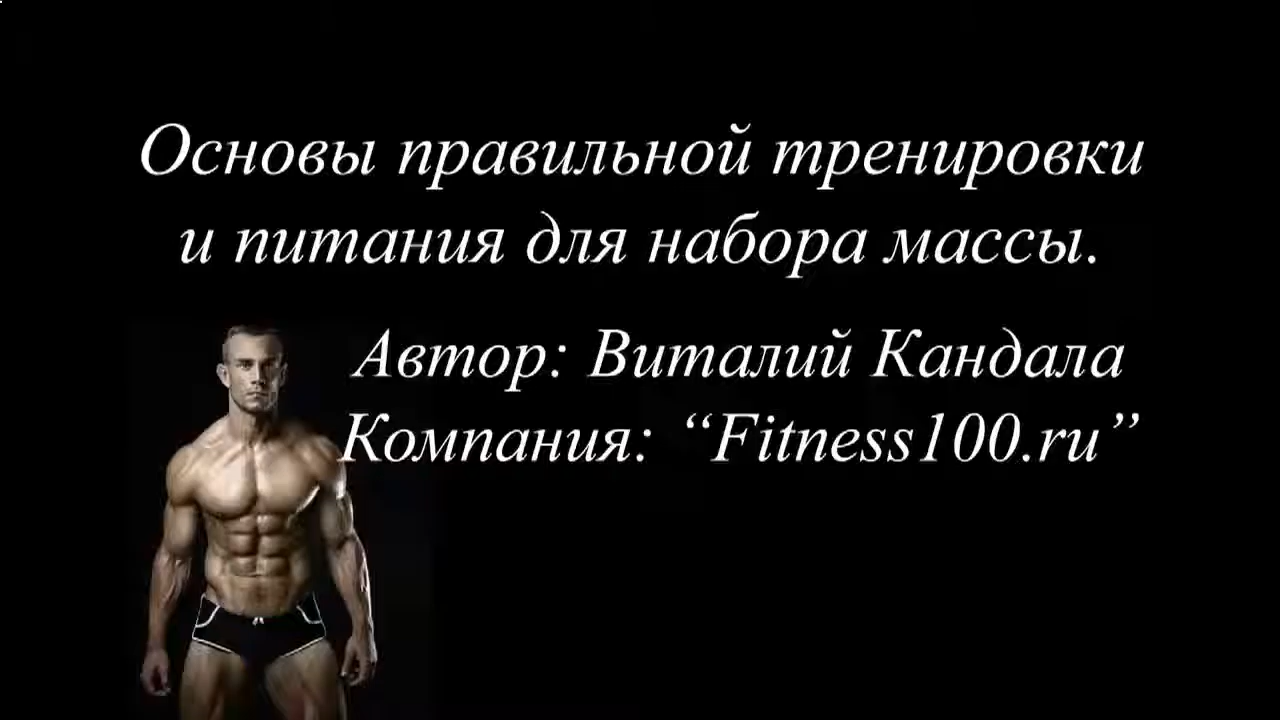 Основы правильной тренировки
и питания для набора массы.
Автор: Виталий Кандала
Компания: “Fitness100.ru”